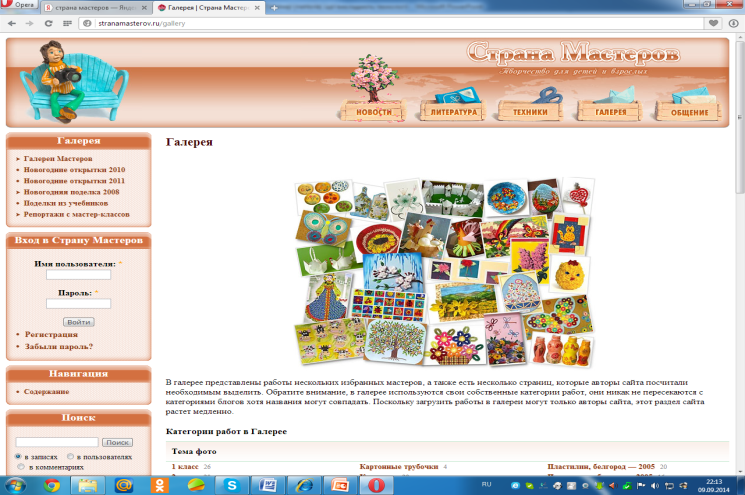 Opera
страна мастеров — Янд
Галерея | Страна Мастеро
stranamasterov.ru/gallery
Страна Мастеров
Творчество для детей и взрослых
НОВОСТИ
ЛИТЕРАТУРА
ТЕХНИКИ
ГАЛЕРЕЯ
ОБЩЕНИЕ
Галерея
Галереи Мастеров
Новогодние открытки 2010
Новогодние открытки 2011
Новогодняя поделка 2008
Поделки из учебников
Репортажи с мастер-классов
Вход в Страну Мастеров
Имя пользователя: *
Пароль: *
Войти
Регистрация
Забыли пароль?
Навигация
Содержание
Поиск
Поиск
в записях в пользователях
в комментариях
Галерея
В галерее представлены работы нескольких избранных мастеров, а также есть несколько страниц, которые авторы сайта посчитали
необходимым выделить. Обратите внимание, в галерее используются свои собственные категории работ, они никак не пересекаются с
категориями блогов хотя названия могут совпадать. Поскольку загрузить работы в галереи могут только авторы сайта, этот раздел сайта
растет медленно.
Категории работ в Галерее
Тема фото
1 класс 26
Картонные трубочки 4
Пластилин, белгород — 2005 20
RU
22:13
09.09.2014